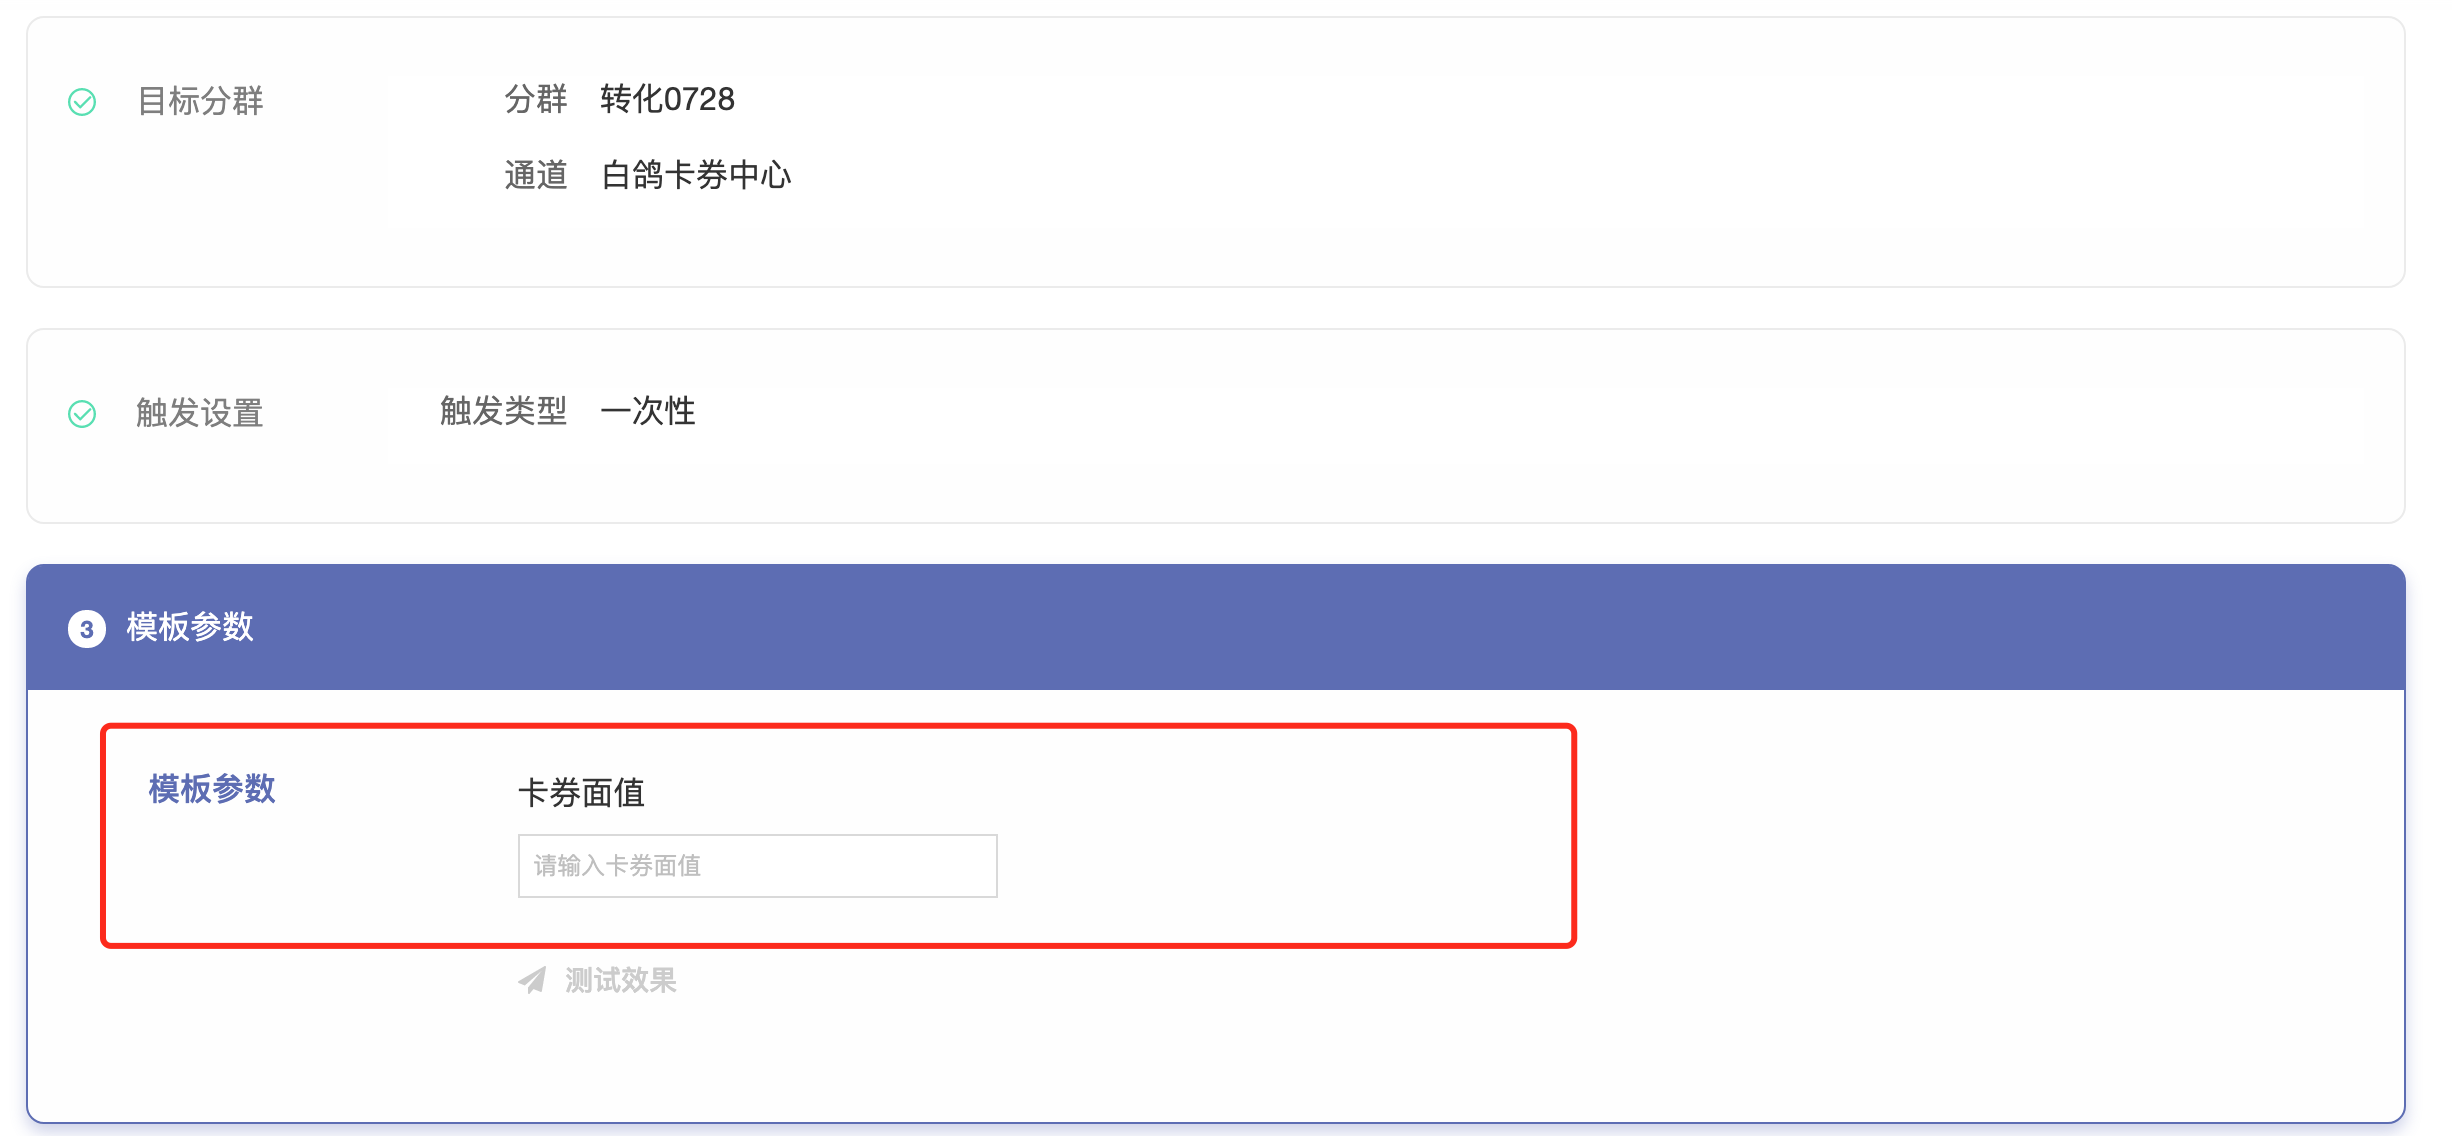 目标分群
分群 转化0728
通道 白鸽卡券中心
触发设置
触发类型 一次性
3 模板参数
模板参数
卡券面值
请输入卡券面值
测试效果